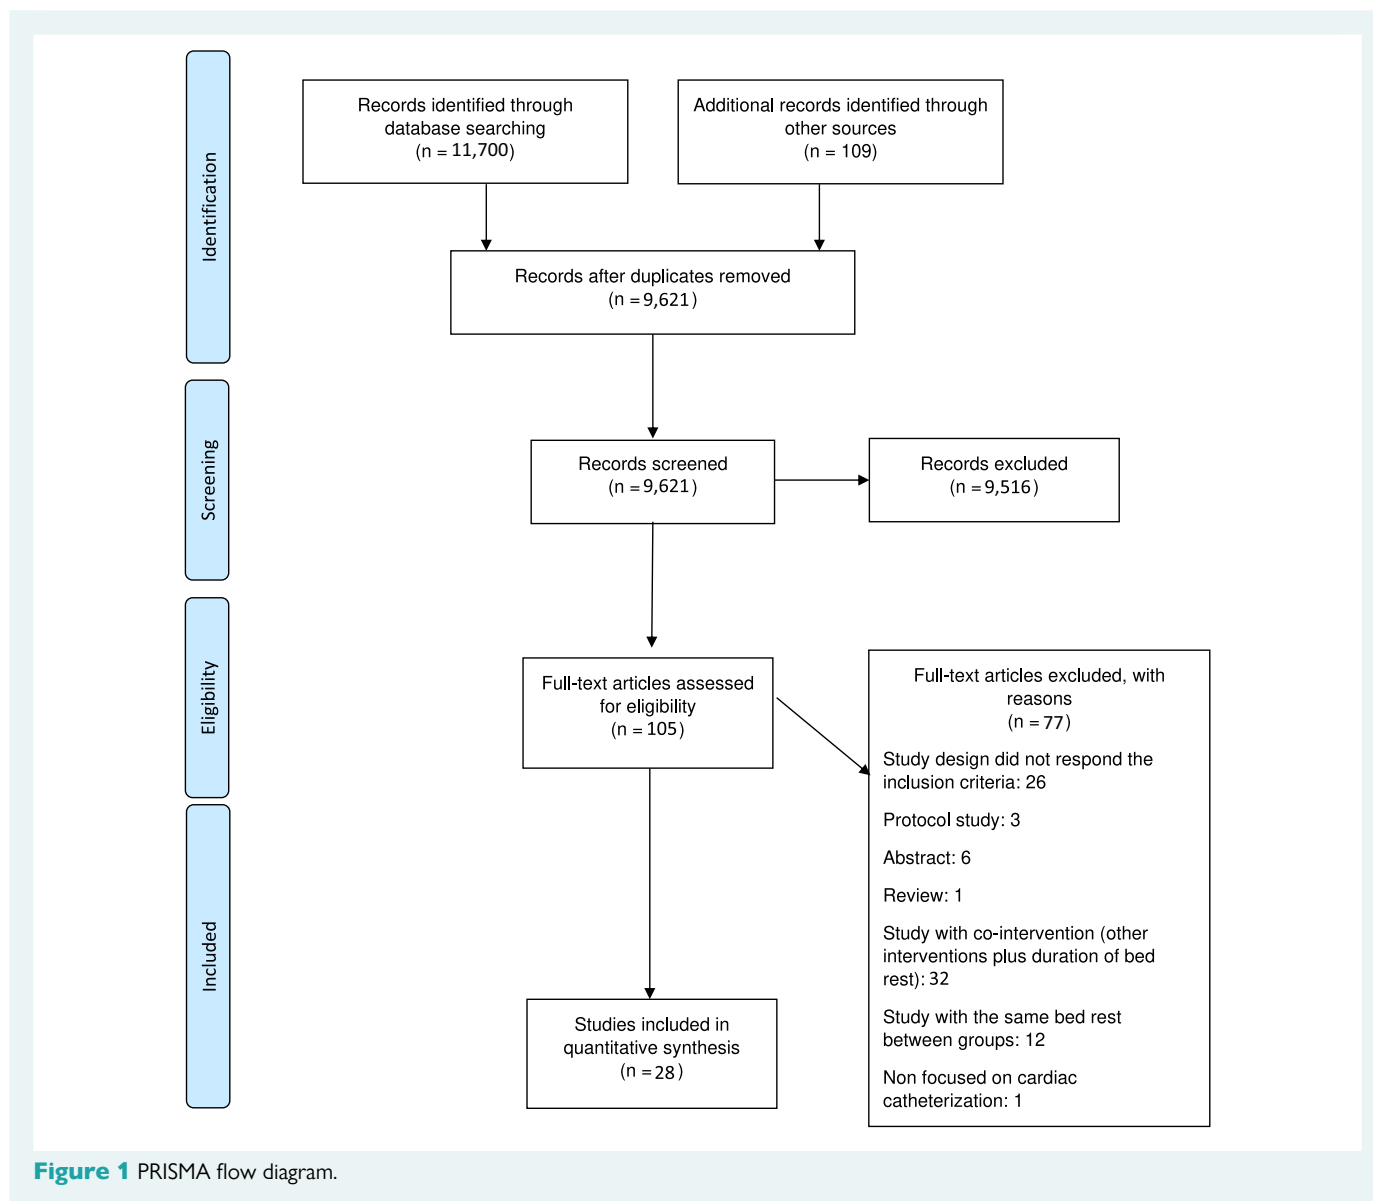 Identification
Records identified through
database searching
(n = 11,700)
Additional records identified through
other sources
(n = 109)
Records after duplicates removed
(n = 9,621)
Screening
Records screened
(n = 9,621)
Records excluded
(n = 9,516)
Eligibility
Full-text articles assessed
for eligibility
(n = 105)
Full-text articles excluded, with
reasons
(n = 77)
Study design did not respond the
inclusion criteria: 26
Protocol study: 3
Abstract: 6
Review: 1
Study with co-intervention (other
interventions plus duration of bed
rest): 32
Study with the same bed rest
between groups: 12
Non focused on cardiac
catheterization: 1
Included
Studies included in
quantitative synthesis
(n = 28)
Figure 1 PRISMA flow diagram.